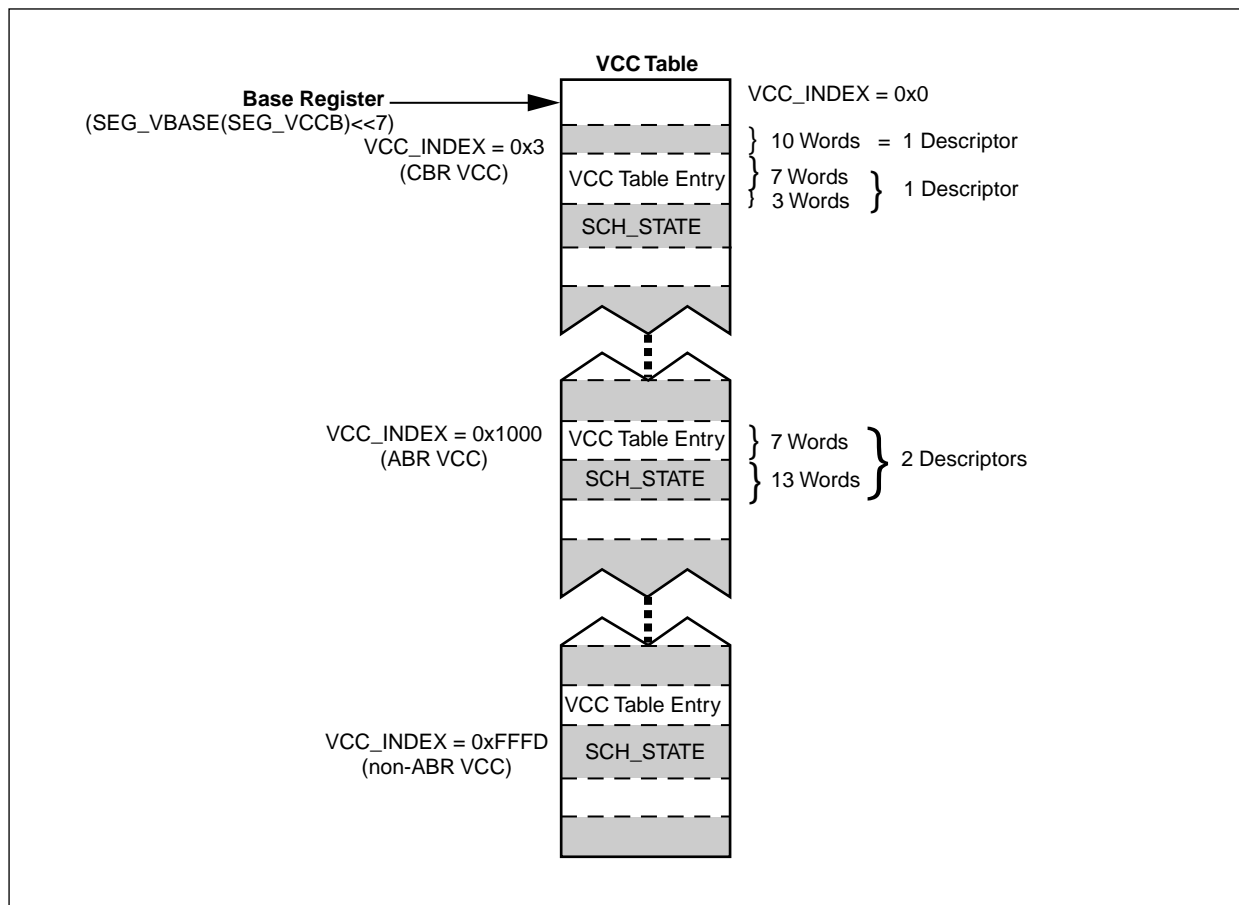 VCC Table
VCC_INDEX = 0x0
Base Register
(SEG_VBASE(SEG_VCCB)<<7)
VCC_INDEX = 0x3
(CBR VCC)
} 10 Words = 1 Descriptor
VCC Table Entry
} 7 Words
} 3 Words
} 1 Descriptor
SCH_STATE
VCC_INDEX = 0x1000
(ABR VCC)
VCC Table Entry
} 7 Words
SCH_STATE
} 13 Words
} 2 Descriptors
VCC Table Entry
VCC_INDEX = 0xFFFD
(non-ABR VCC)
SCH_STATE